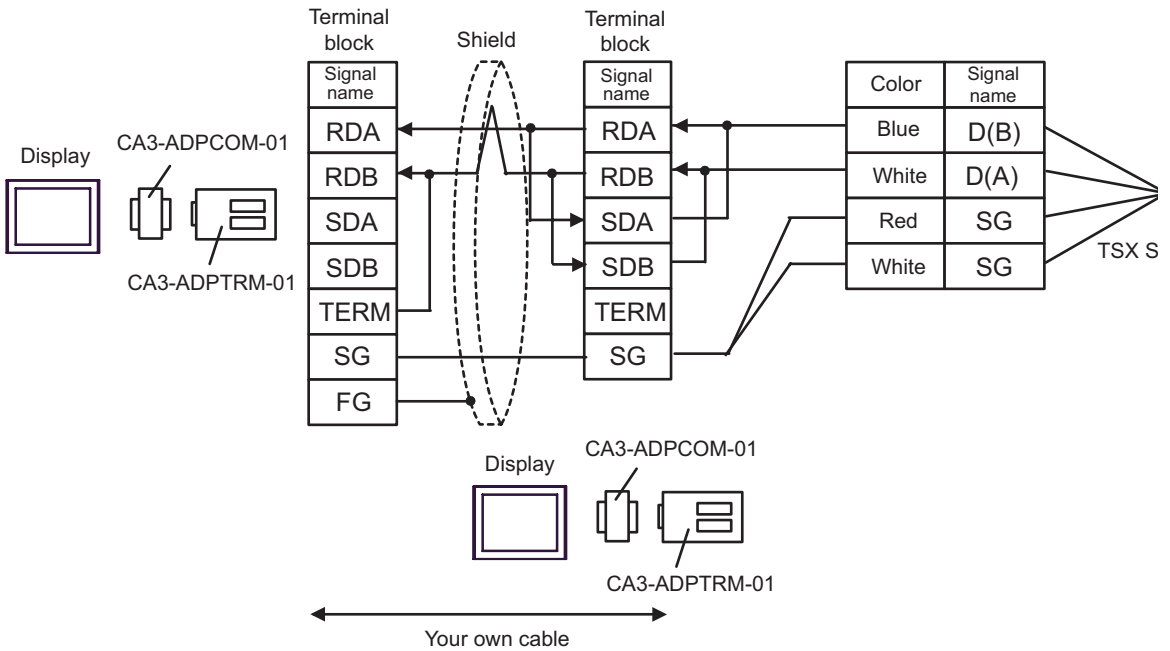 Terminal
block
Shield
Terminal
block
Signal
name
Signal
name
Color
Signal
name
RDA
RDA
Blue
D(B)
Display
CA3-ADPCOM-01
RDB
RDB
White
D(A)
SDA
SDA
Red
SG
CA3-ADPTRM-01
SDB
SDB
White
SG
TSX S
TERM
TERM
SG
SG
FG
Display
CA3-ADPCOM-01
CA3-ADPTRM-01
Your own cable